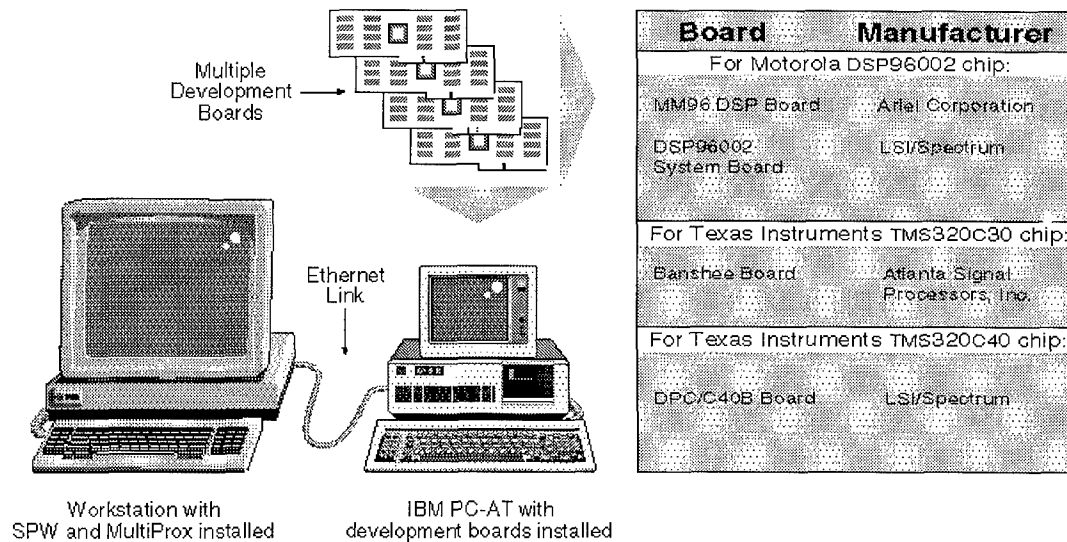 Multiple
Development
Boards
Ethernet
Link
Workstation with
SPW and MultiProx installed
IBM PC-AT with
development boards installed
Board Manufacturer
For Motorola DSP96002 chip:
MM96 DSP Board Ariel Corporation
DSP96002 LSI/Spectrum
System Board
For Texas Instruments TMS320C30 chip:
Banshee Board Atlanta Signal
Processors, Inc.
For Texas Instruments TMS320C40 chip:
DPC/C40B Board LSI/Spectrum